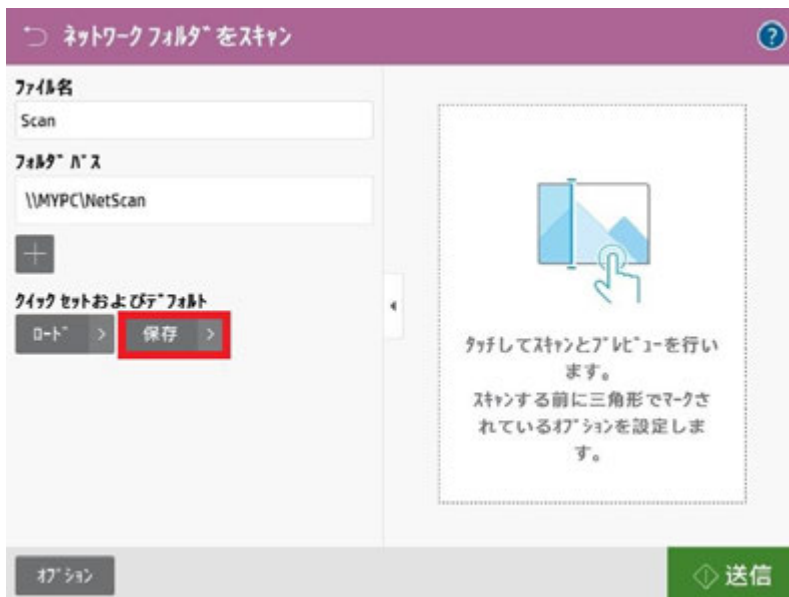 ネットワーク フォルダをスキャン
?
ファイル名
Scan
フォルダ パス
\\MYPC\NetScan
クイック セットおよびデフォルト
ロード >
保存 >
タッチしてスキャンとプレビューを行い
ます。
スキャンする前に三角形でマークさ
れているオプションを設定しま
す。
オプション
送信